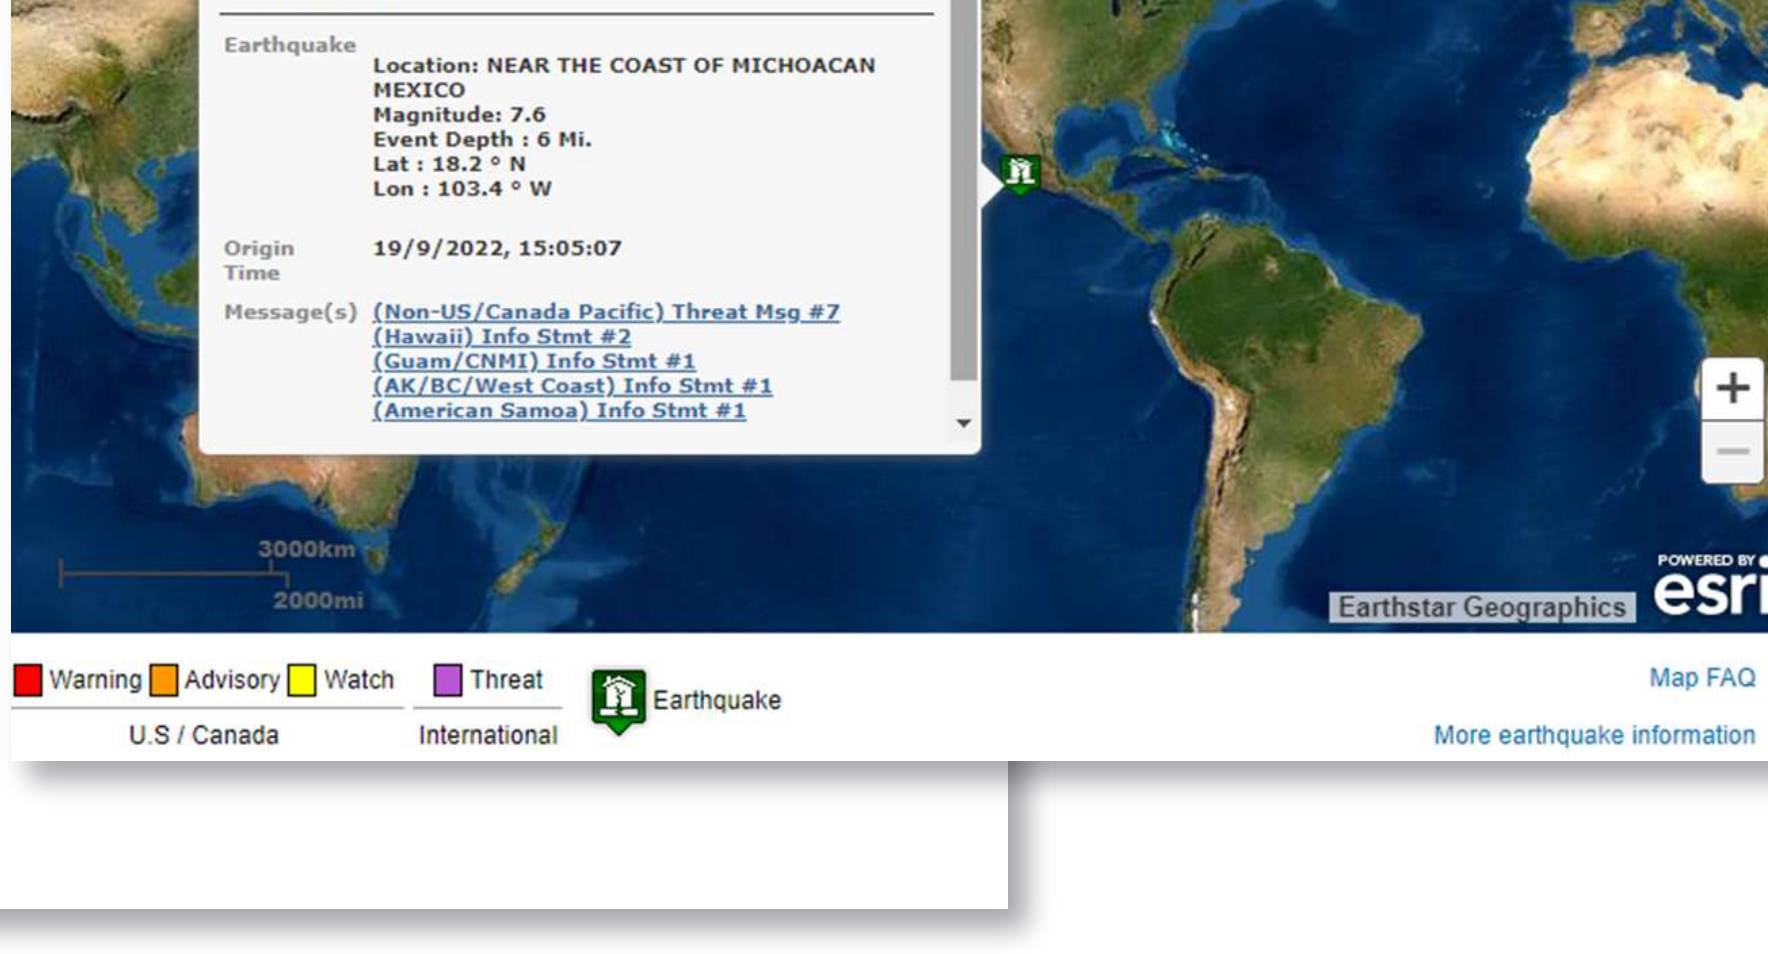 Earthquake
Location: NEAR THE COAST OF MICHOACAN
MEXICO
Magnitude: 7.6
Event Depth : 6 Mi.
Lat : 18.2 ° N
Lon : 103.4 ° W
Origin
Time
19/9/2022, 15:05:07
Message(s)
(Non-US/Canada Pacific) Threat Msg #7
(Hawaii) Info Stmt #2
(Guam/CNMI) Info Stmt #1
(AK/BC/West Coast) Info Stmt #1
(American Samoa) Info Stmt #1
+
−
3000km
2000mi
Earthstar Geographics
POWERED BY
esri
Warning Advisory Watch Threat Earthquake
U.S / Canada International
Map FAQ
More earthquake information